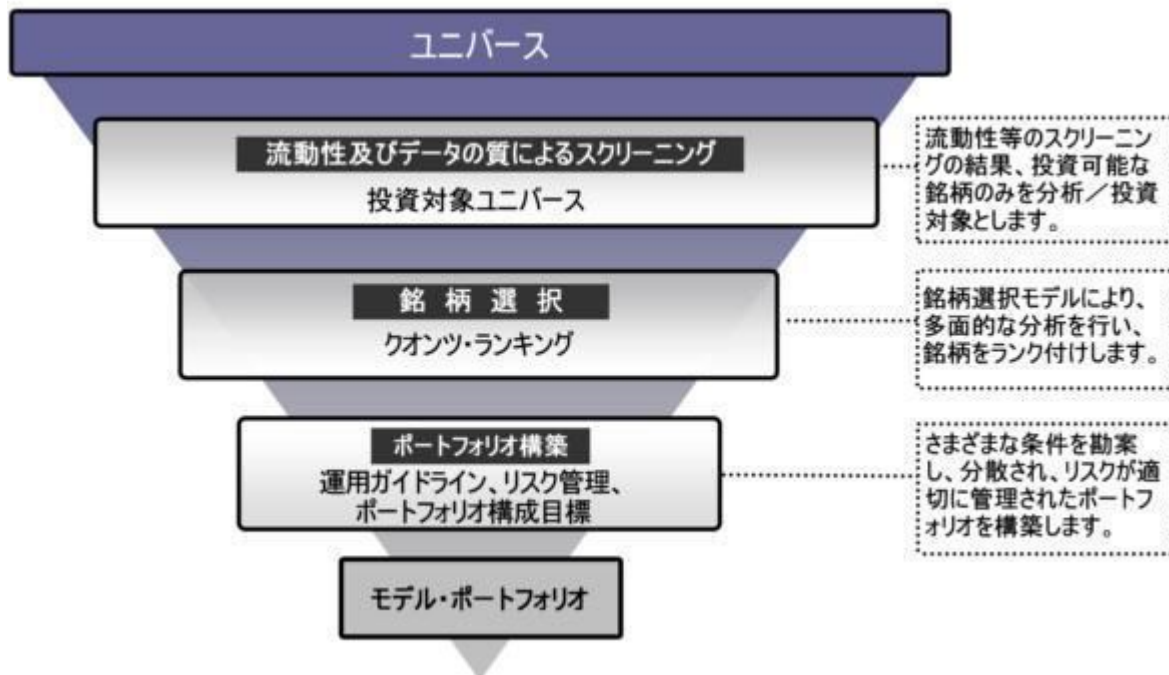 ユニバース
流動性及びデータの質によるスクリーニング
投資対象ユニバース
流動性等のスクリーニン
グの結果、投資可能な
銘柄のみを分析／投資
対象とします。
銘 柄 選 択
クオンツ・ランキング
銘柄選択モデルにより、
多面的な分析を行い、
銘柄をランク付けします。
ポートフォリオ構築
運用ガイドライン、リスク管理、
ポートフォリオ構成目標
さまざまな条件を勘案
し、分散され、リスクが適
切に管理されたポートフ
ォリオを構築します。
モデル・ポートフォリオ